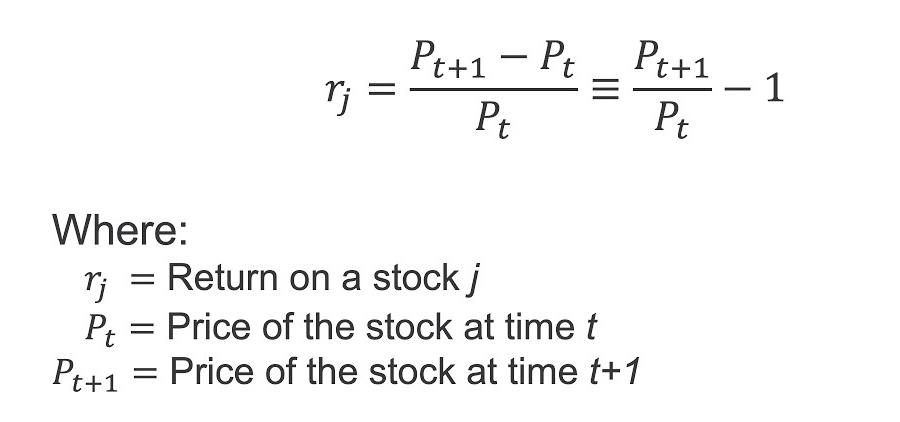 r_j = (P_{t+1} − P_t) / P_t ≡ P_{t+1} / P_t − 1
Where:
r_j = Return on a stock j
P_t = Price of the stock at time t
P_{t+1} = Price of the stock at time t+1